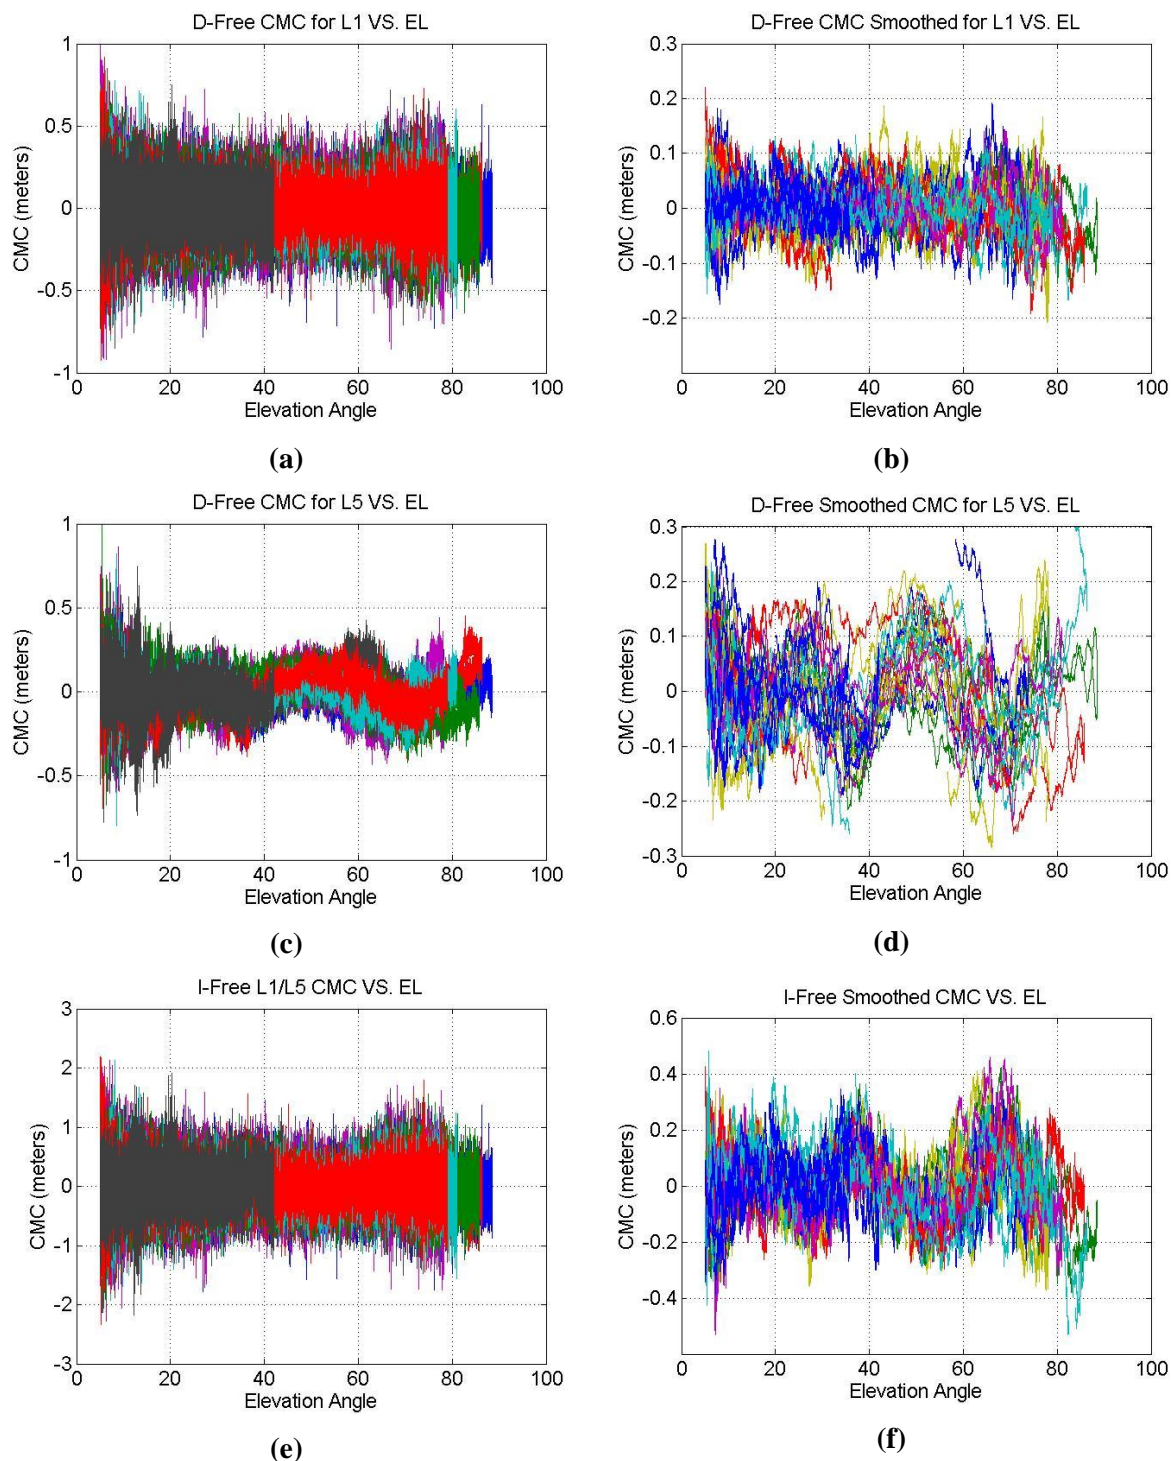 D-Free CMC for L1 VS. EL
1
0.5
0
-0.5
-1
CMC (meters)
0 20 40 60 80 100
Elevation Angle
(a)
D-Free CMC Smoothed for L1 VS. EL
0.3
0.2
0.1
0
-0.1
-0.2
CMC (meters)
0 20 40 60 80 100
Elevation Angle
(b)
D-Free CMC for L5 VS. EL
1
0.5
0
-0.5
-1
CMC (meters)
0 20 40 60 80 100
Elevation Angle
(c)
D-Free Smoothed CMC for L5 VS. EL
0.3
0.2
0.1
0
-0.1
-0.2
-0.3
CMC (meters)
0 20 40 60 80 100
Elevation Angle
(d)
I-Free L1/L5 CMC VS. EL
3
2
1
0
-1
-2
-3
CMC (meters)
0 20 40 60 80 100
Elevation Angle
(e)
I-Free Smoothed CMC VS. EL
0.6
0.4
0.2
0
-0.2
-0.4
CMC (meters)
0 20 40 60 80 100
Elevation Angle
(f)